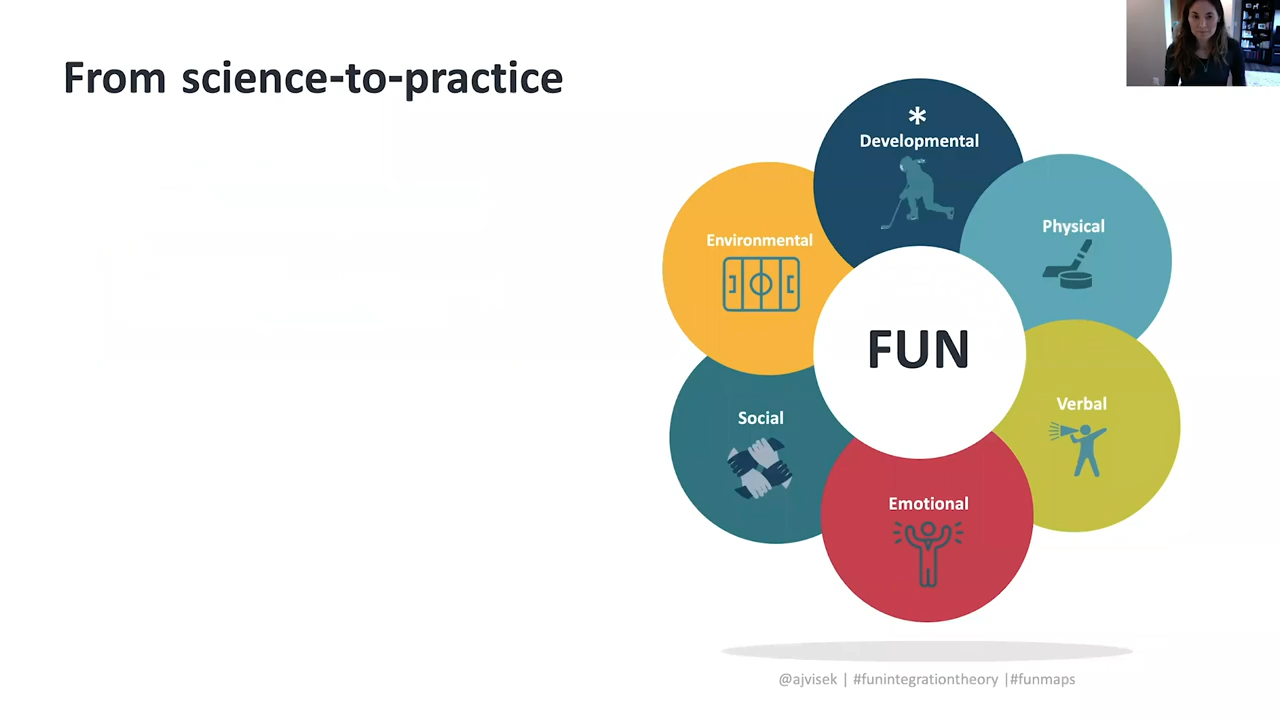 From science-to-practice
*
Developmental
Physical
Environmental
FUN
Verbal
Social
Emotional
@ajvisek | #funintegrationtheory |#funmaps